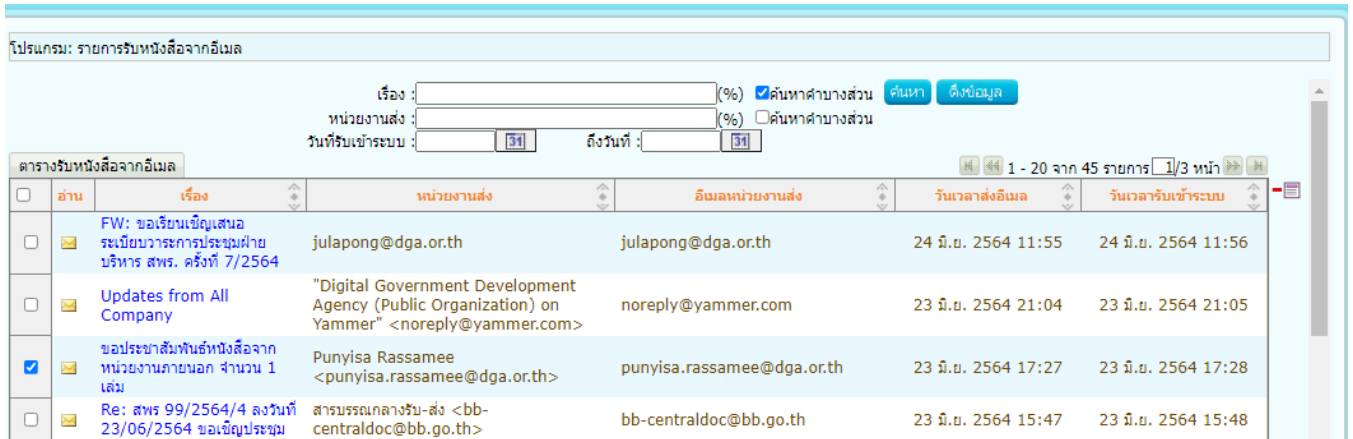 โปรแกรม: รายการรับหนังสือจากอีเมล
เรื่อง : (%) ค้นหาคำบางส่วน ค้นหา ดึงข้อมูล
หน่วยงานส่ง : (%) ค้นหาคำบางส่วน
วันที่รับเข้าระบบ : 31 ถึงวันที่ : 31
ตารางรับหนังสือจากอีเมล 1 - 20 จาก 45 รายการ 1/3 หน้า
อ่าน เรื่อง หน่วยงานส่ง อีเมลหน่วยงานส่ง วันเวลาส่งอีเมล วันเวลารับเข้าระบบ
FW: ขอเรียนเชิญเสนอ
ระเบียบวาระการประชุมฝ่าย
บริหาร สพร. ครั้งที่ 7/2564
julapong@dga.or.th julapong@dga.or.th 24 มิ.ย. 2564 11:55 24 มิ.ย. 2564 11:56
Updates from All
Company
"Digital Government Development
Agency (Public Organization) on
Yammer" <noreply@yammer.com>
noreply@yammer.com 23 มิ.ย. 2564 21:04 23 มิ.ย. 2564 21:05
ขอประชาสัมพันธ์หนังสือจาก
หน่วยงานภายนอก จำนวน 1
เล่ม
Punyisa Rassamee
<punyisa.rassamee@dga.or.th>
punyisa.rassamee@dga.or.th 23 มิ.ย. 2564 17:27 23 มิ.ย. 2564 17:28
Re: สพร 99/2564/4 ลงวันที่
23/06/2564 ขอเชิญประชุม
สารบรรณกลางรับ-ส่ง <bb-
centraldoc@bb.go.th>
bb-centraldoc@bb.go.th 23 มิ.ย. 2564 15:47 23 มิ.ย. 2564 15:48